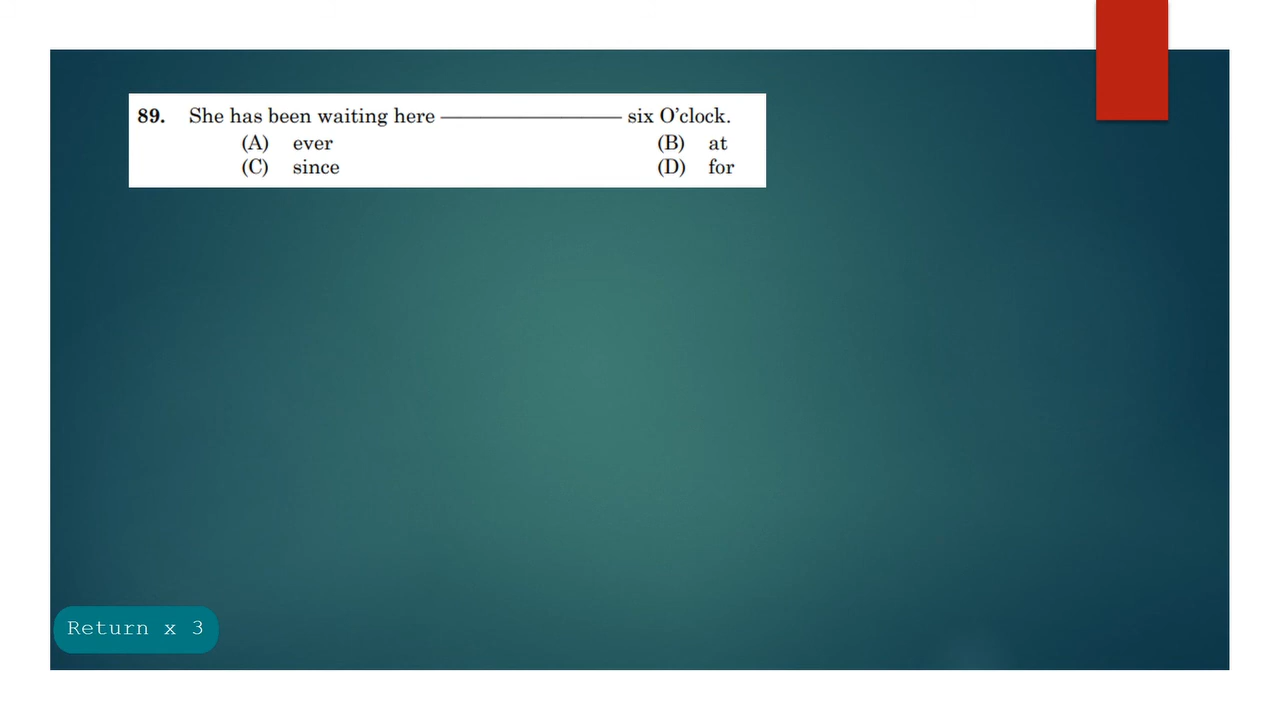 89. She has been waiting here ———————— six O’clock.
(A) ever (B) at
(C) since (D) for
Return x 3